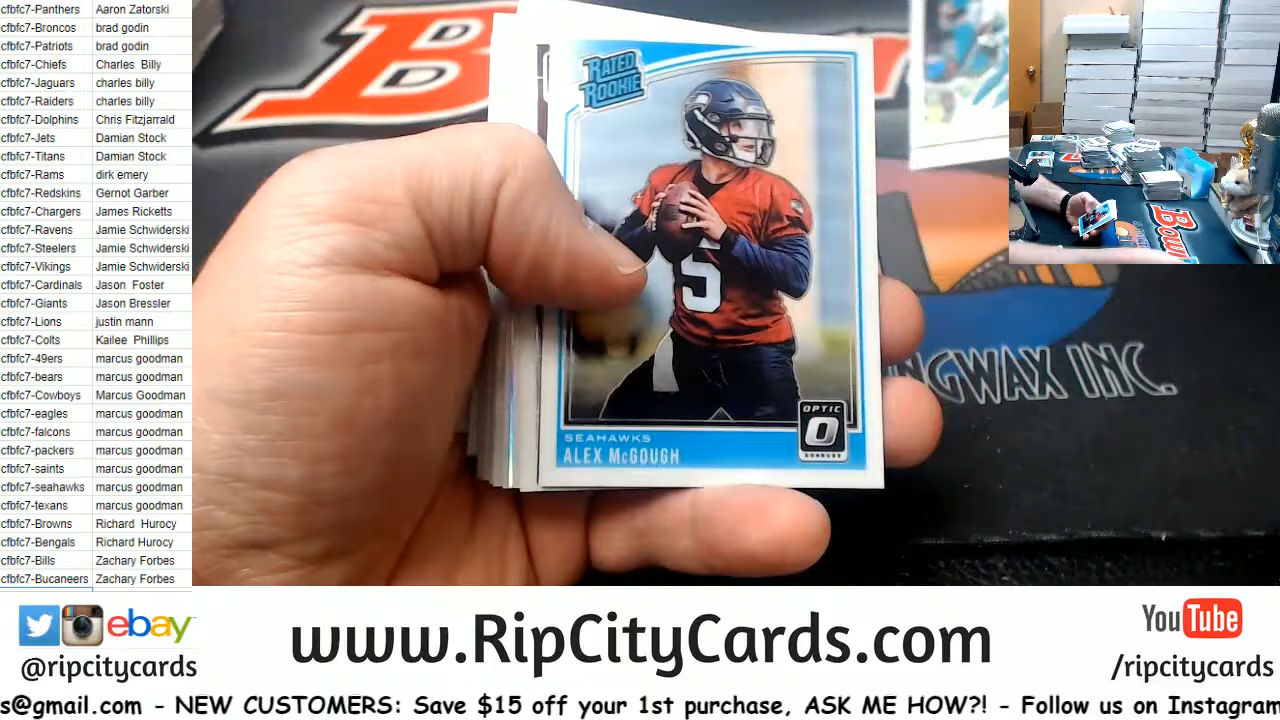 cfbfc7-Panthers Aaron Zatorski
cfbfc7-Broncos brad godin
cfbfc7-Patriots brad godin
cfbfc7-Chiefs Charles Billy
cfbfc7-Jaguars charles billy
cfbfc7-Raiders charles billy
cfbfc7-Dolphins Chris Fitzjarrald
cfbfc7-Jets Damian Stock
cfbfc7-Titans Damian Stock
cfbfc7-Rams dirk emery
cfbfc7-Redskins Gernot Garber
cfbfc7-Chargers James Ricketts
cfbfc7-Ravens Jamie Schwiderski
cfbfc7-Steelers Jamie Schwiderski
cfbfc7-Vikings Jamie Schwiderski
cfbfc7-Cardinals Jason Foster
cfbfc7-Giants Jason Bressler
cfbfc7-Lions justin mann
cfbfc7-Colts Kailee Phillips
cfbfc7-49ers marcus goodman
cfbfc7-bears marcus goodman
cfbfc7-Cowboys Marcus Goodman
cfbfc7-eagles marcus goodman
cfbfc7-falcons marcus goodman
cfbfc7-packers marcus goodman
cfbfc7-saints marcus goodman
cfbfc7-seahawks marcus goodman
cfbfc7-texans marcus goodman
cfbfc7-Browns Richard Hurocy
cfbfc7-Bengals Richard Hurocy
cfbfc7-Bills Zachary Forbes
cfbfc7-Bucaneers Zachary Forbes
RATED
ROOKIE
5
OPTIC
O
DONRUSS
SEAHAWKS
ALEX McGOUGH
NGWAX INC.
Bow
ebay
@ripcitycards
www.RipCityCards.com
YouTube
/ripcitycards
s@gmail.com - NEW CUSTOMERS: Save $15 off your 1st purchase, ASK ME HOW?! - Follow us on Instagram